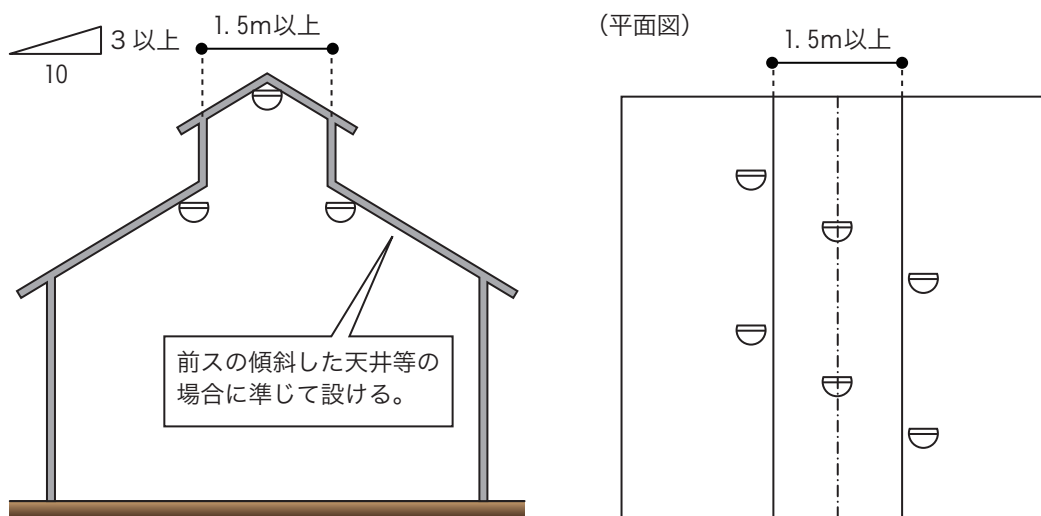 3以上
10
1.5m以上
前スの傾斜した天井等の
場合に準じて設ける。
(平面図)
1.5m以上